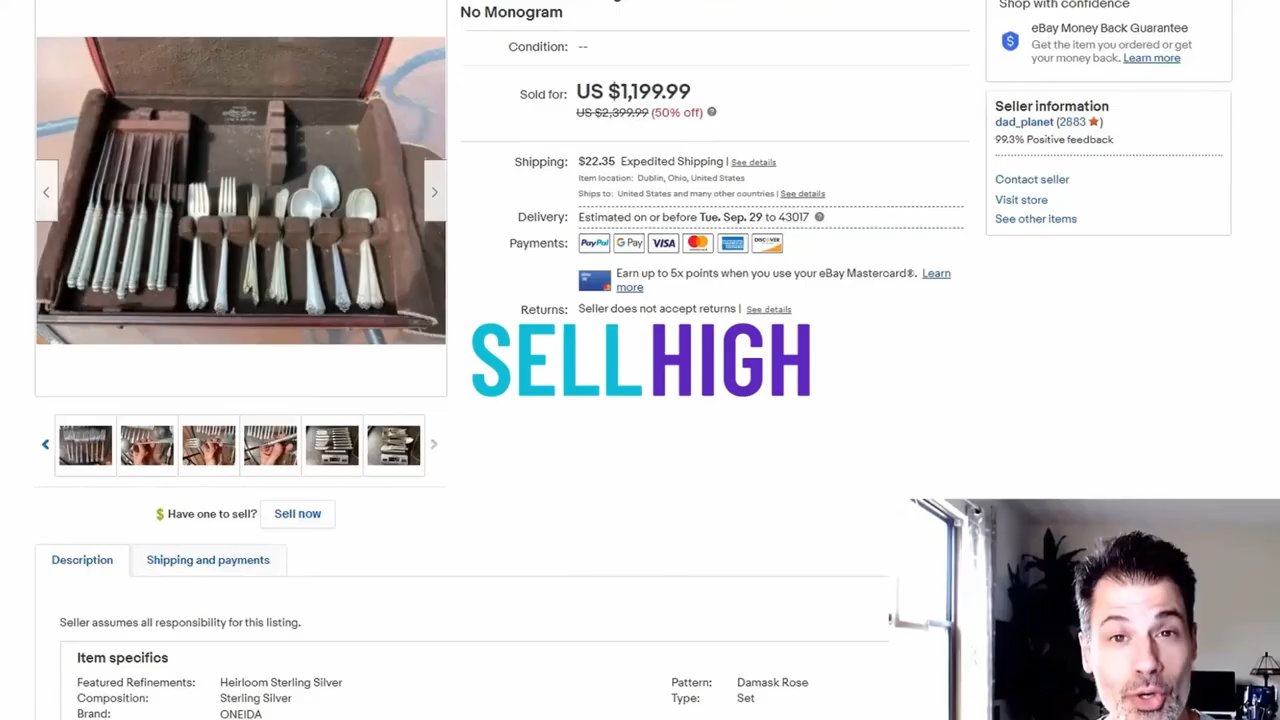 No Monogram
Condition: --
Sold for: US $1,199.99
US $2,399.99 (50% off)
Shipping: $22.35 Expedited Shipping | See details
Item location: Dublin, Ohio, United States
Ships to: United States and many other countries | See details
Delivery: Estimated on or before Tue. Sep. 29 to 43017
Payments: PayPal G Pay VISA DISCOVER
Earn up to 5x points when you use your eBay Mastercard®. Learn
more
Returns: Seller does not accept returns | See details
SELLHIGH
Shop with confidence
eBay Money Back Guarantee
Get the item you ordered or get
your money back. Learn more
Seller information
dad_planet (2883 ★)
99.3% Positive feedback
Contact seller
Visit store
See other items
$ Have one to sell? Sell now
Description
Shipping and payments
Seller assumes all responsibility for this listing.
Item specifics
Featured Refinements: Heirloom Sterling Silver
Pattern: Damask Rose
Composition: Sterling Silver
Type: Set
Brand: ONEIDA